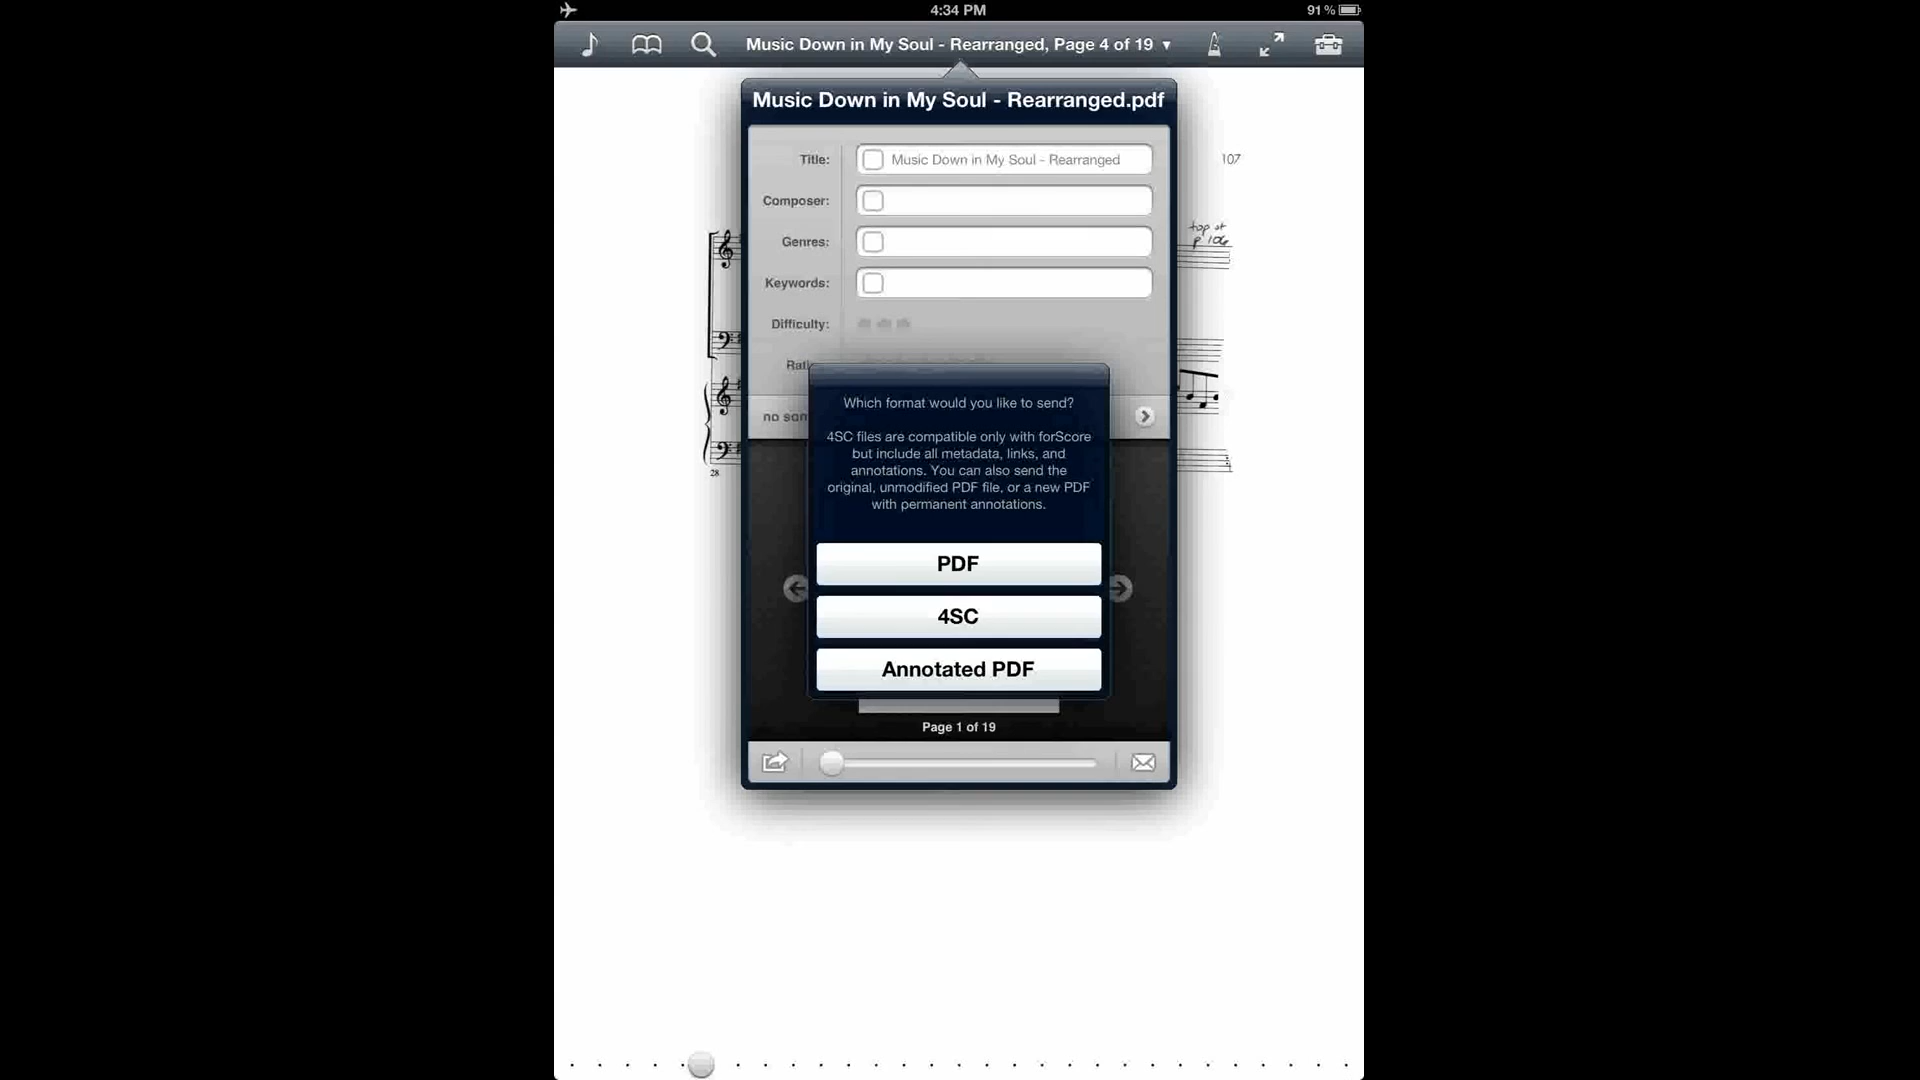 4:34 PM
91%
Music Down in My Soul - Rearranged, Page 4 of 19 ▼
Music Down in My Soul - Rearranged.pdf
Title: Music Down in My Soul - Rearranged
107
Composer:
top at
p 106
Genres:
Keywords:
Difficulty:
Which format would you like to send?
4SC files are compatible only with forScore
but include all metadata, links, and
annotations. You can also send the
original, unmodified PDF file, or a new PDF
with permanent annotations.
28
PDF
4SC
Annotated PDF
Page 1 of 19